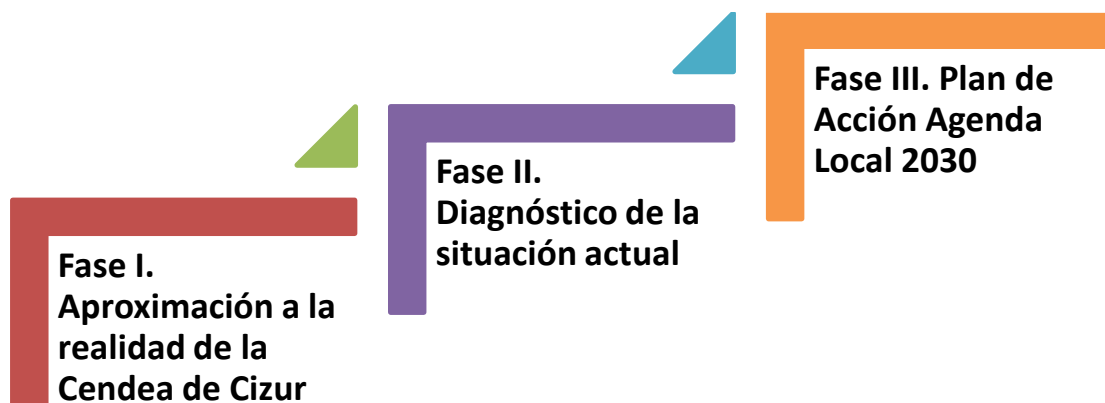 Fase I.
Aproximación a la
realidad de la
Cendea de Cizur
Fase II.
Diagnóstico de la
situación actual
Fase III. Plan de
Acción Agenda
Local 2030